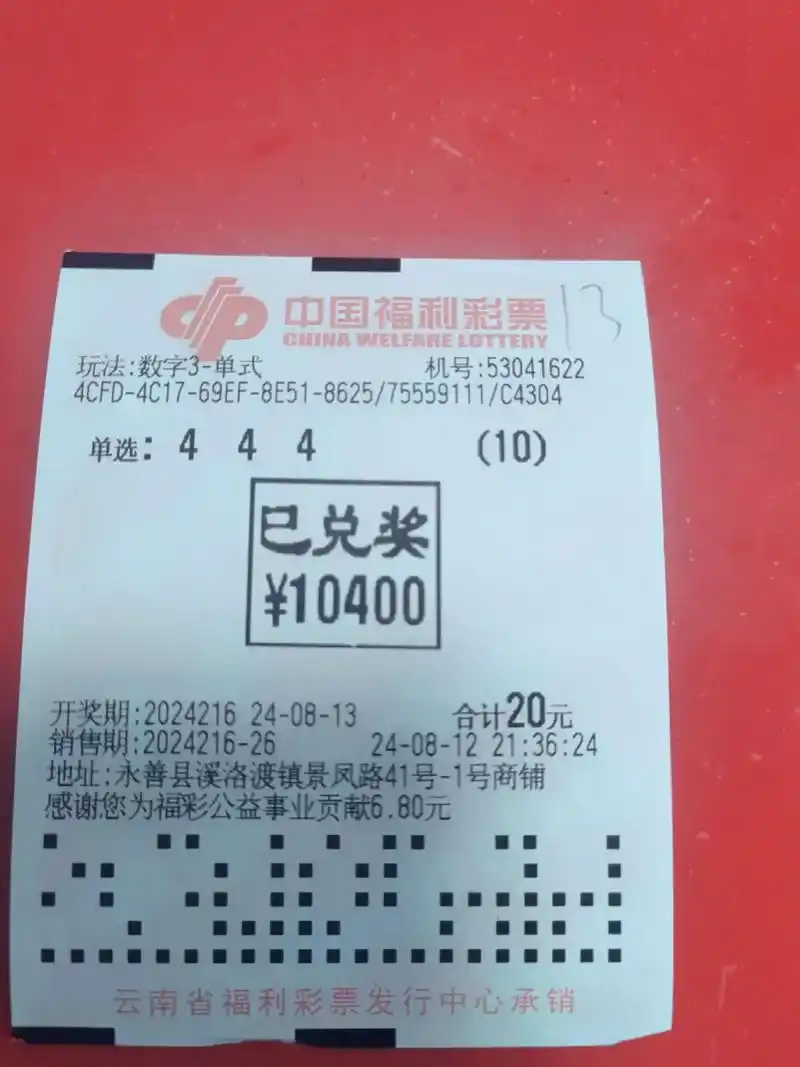 中国福利彩票 13
CHINA WELFARE LOTTERY
玩法:数字3-单式 机号:53041622
4CFD-4C17-69EF-8E51-8625/75559111/C4304
单选: 4 4 4 (10)
已兑奖
¥10400
开奖期:2024216 24-08-13 合计20元
销售期:2024216-26 24-08-12 21:36:24
地址:永善县溪洛渡镇景凤路41号-1号商铺
感谢您为福彩公益事业贡献6.80元
云南省福利彩票发行中心承销